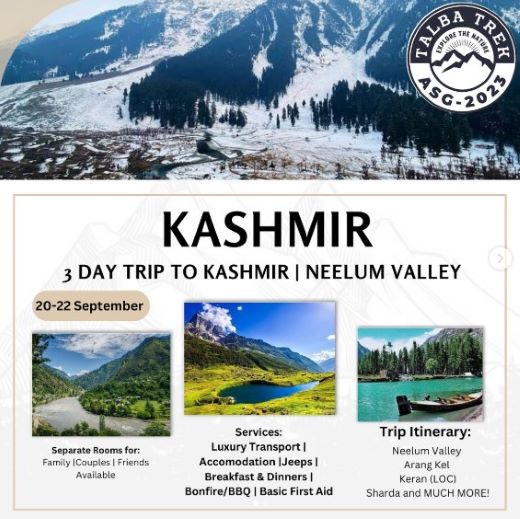 TALBA TREK
EXPLORE THE NATURE
ASG-2023
KASHMIR
3 DAY TRIP TO KASHMIR | NEELUM VALLEY
20-22 September
Separate Rooms for:
Family |Couples | Friends
Available
Services:
Luxury Transport |
Accomodation |Jeeps |
Breakfast & Dinners |
Bonfire/BBQ | Basic First Aid
Trip Itinerary:
Neelum Valley
Arang Kel
Keran (LOC)
Sharda and MUCH MORE!